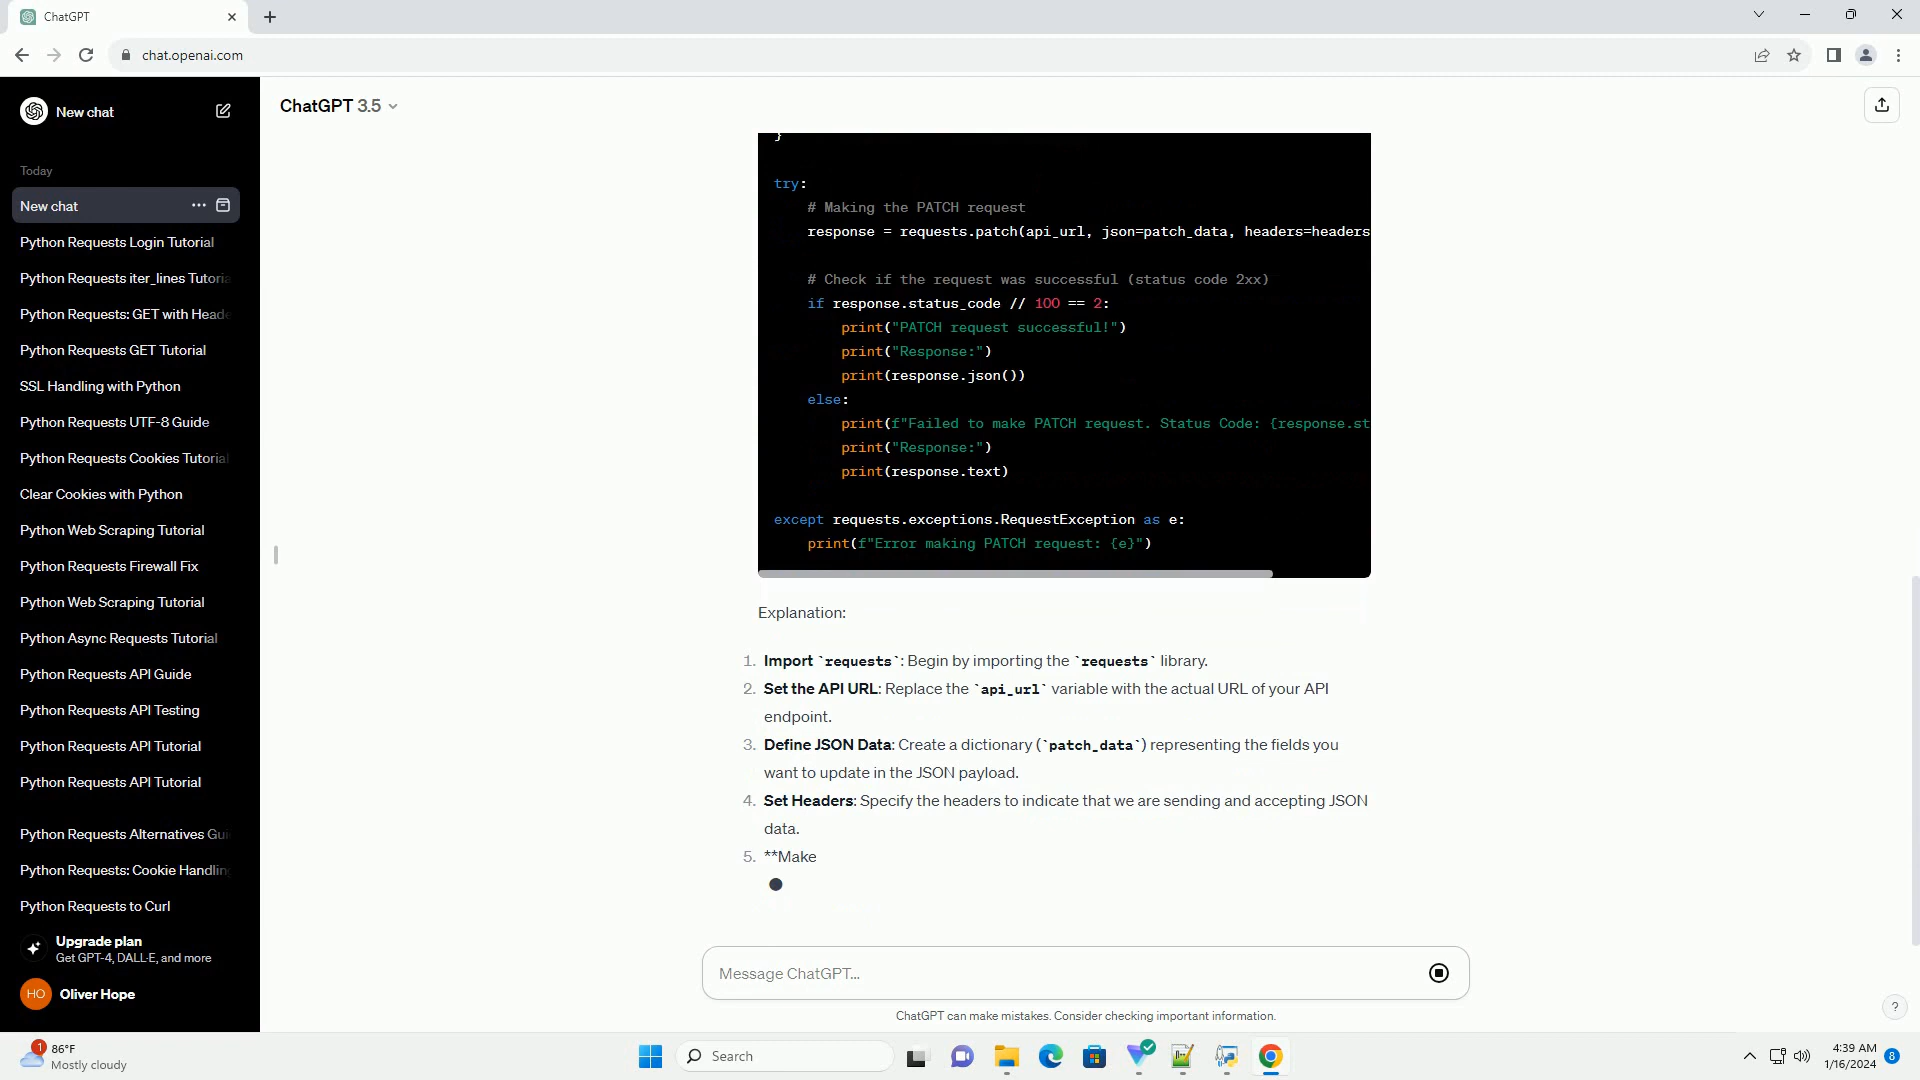 ChatGPT
chat.openai.com
New chat
ChatGPT 3.5
Today
New chat
Python Requests Login Tutorial
Python Requests iter_lines Tutoria
Python Requests: GET with Heade
Python Requests GET Tutorial
SSL Handling with Python
Python Requests UTF-8 Guide
Python Requests Cookies Tutorial
Clear Cookies with Python
Python Web Scraping Tutorial
Python Requests Firewall Fix
Python Web Scraping Tutorial
Python Async Requests Tutorial
Python Requests API Guide
Python Requests API Testing
Python Requests API Tutorial
Python Requests API Tutorial
Python Requests Alternatives Gui
Python Requests: Cookie Handling
Python Requests to Curl
Upgrade plan
Get GPT-4, DALL·E, and more
HO
Oliver Hope
}
try:
# Making the PATCH request
response = requests.patch(api_url, json=patch_data, headers=headers
# Check if the request was successful (status code 2xx)
if response.status_code // 100 == 2:
print("PATCH request successful!")
print("Response:")
print(response.json())
else:
print(f"Failed to make PATCH request. Status Code: {response.st
print("Response:")
print(response.text)
except requests.exceptions.RequestException as e:
print(f"Error making PATCH request: {e}")
Explanation:
1. Import `requests`: Begin by importing the `requests` library.
2. Set the API URL: Replace the `api_url` variable with the actual URL of your API
endpoint.
3. Define JSON Data: Create a dictionary (`patch_data`) representing the fields you
want to update in the JSON payload.
4. Set Headers: Specify the headers to indicate that we are sending and accepting JSON
data.
5. **Make
Message ChatGPT...
ChatGPT can make mistakes. Consider checking important information.
?
1
86°F
Mostly cloudy
Search
4:39 AM
1/16/2024
8